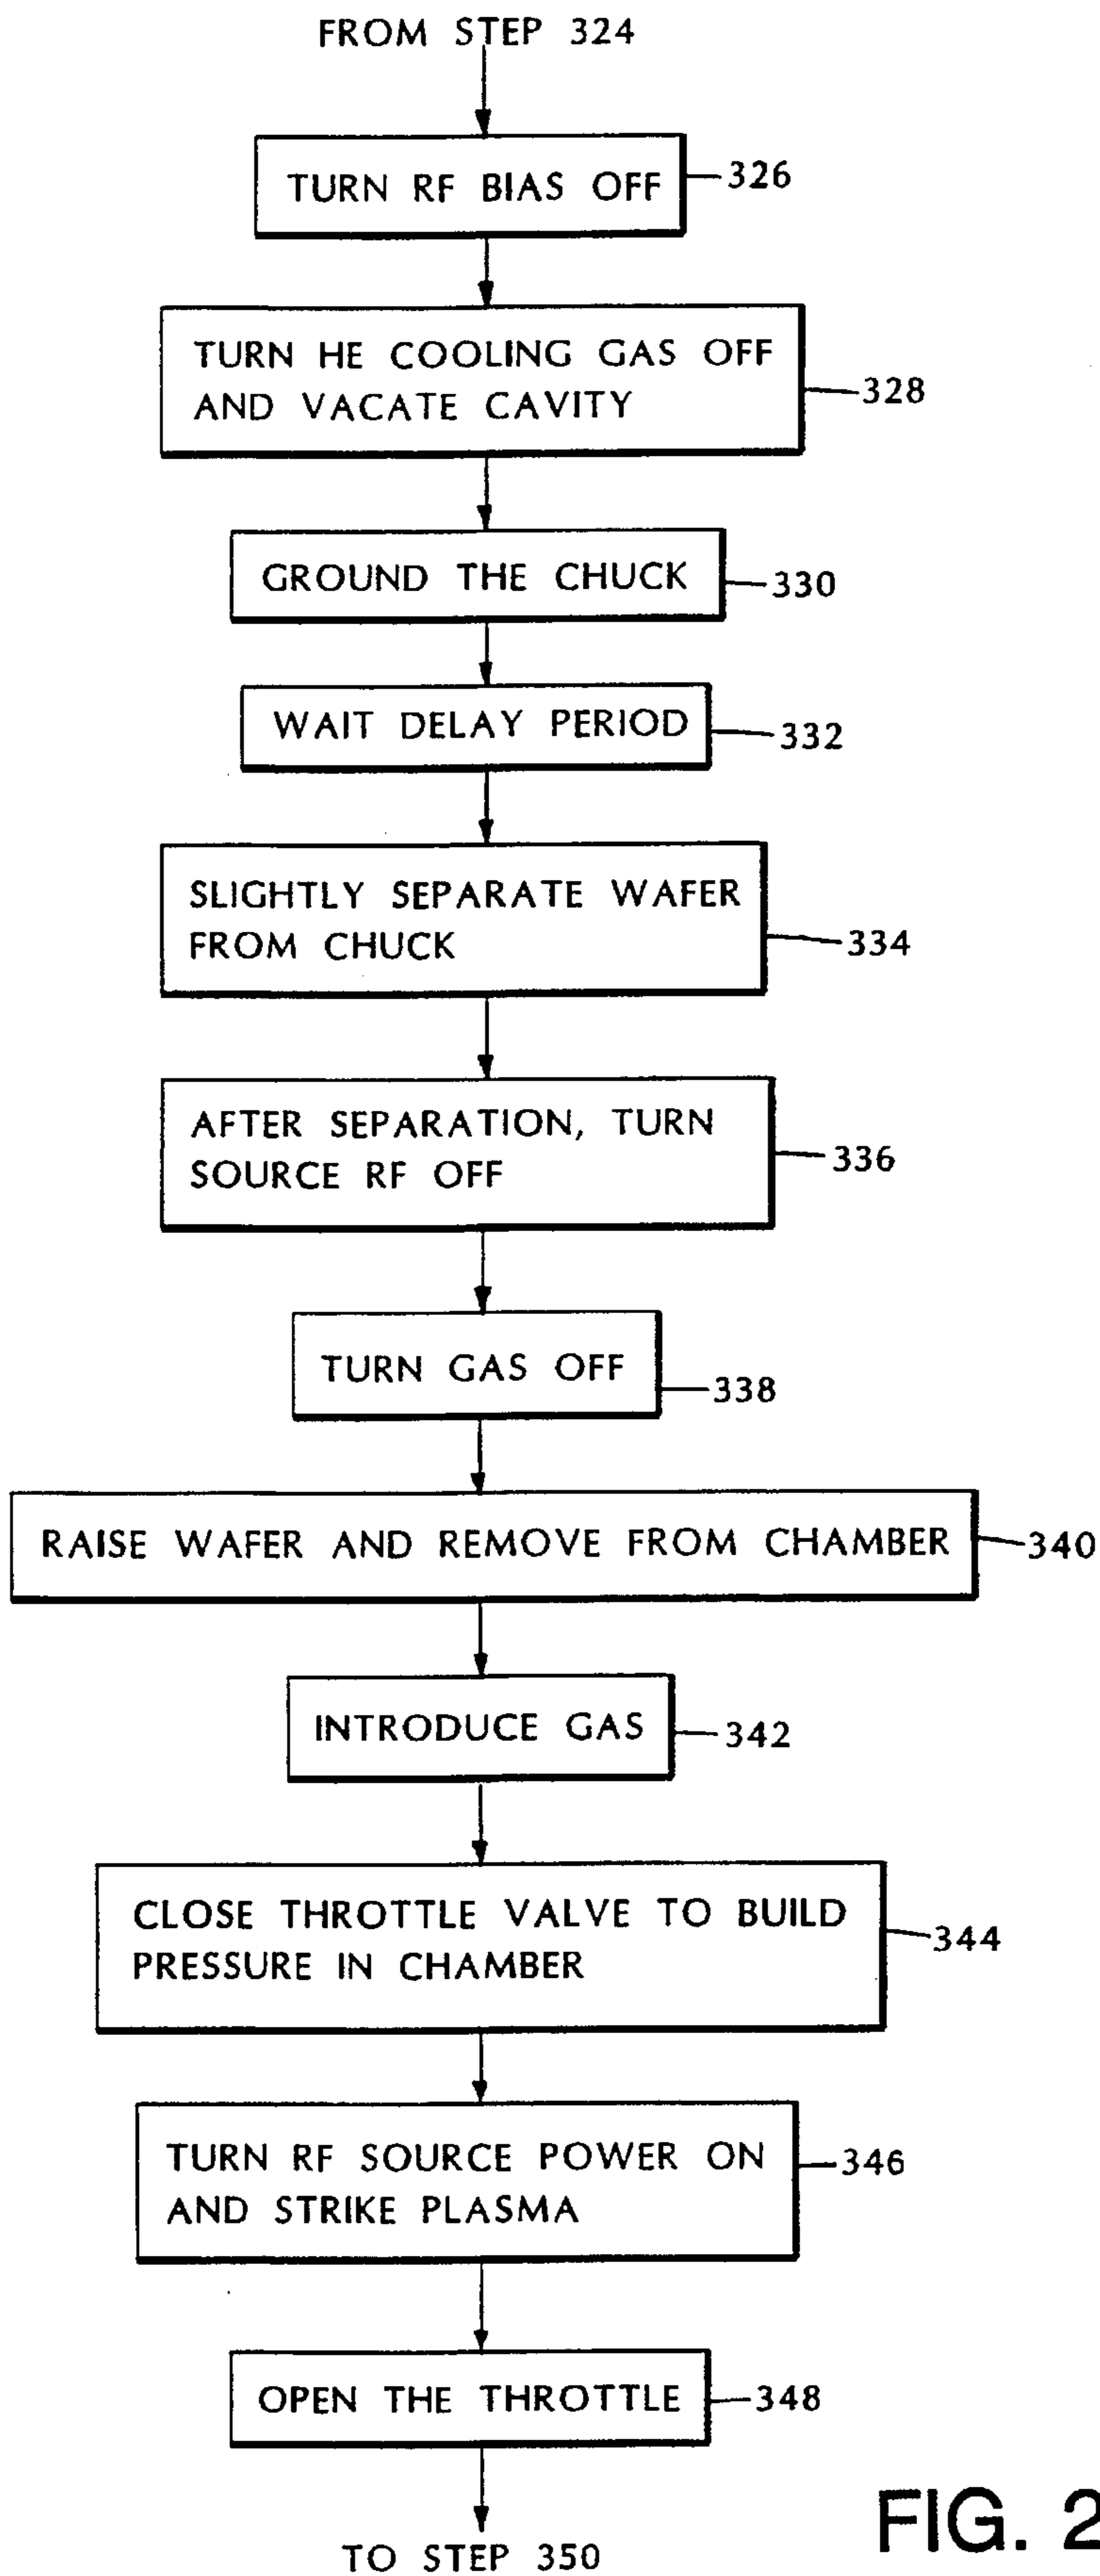 FROM STEP 324
TURN RF BIAS OFF
326
TURN HE COOLING GAS OFF
AND VACATE CAVITY
328
GROUND THE CHUCK
330
WAIT DELAY PERIOD
332
SLIGHTLY SEPARATE WAFER
FROM CHUCK
334
AFTER SEPARATION, TURN
SOURCE RF OFF
336
TURN GAS OFF
338
RAISE WAFER AND REMOVE FROM CHAMBER
340
INTRODUCE GAS
342
CLOSE THROTTLE VALVE TO BUILD
PRESSURE IN CHAMBER
344
TURN RF SOURCE POWER ON
AND STRIKE PLASMA
346
OPEN THE THROTTLE
348
TO STEP 350
FIG. 2